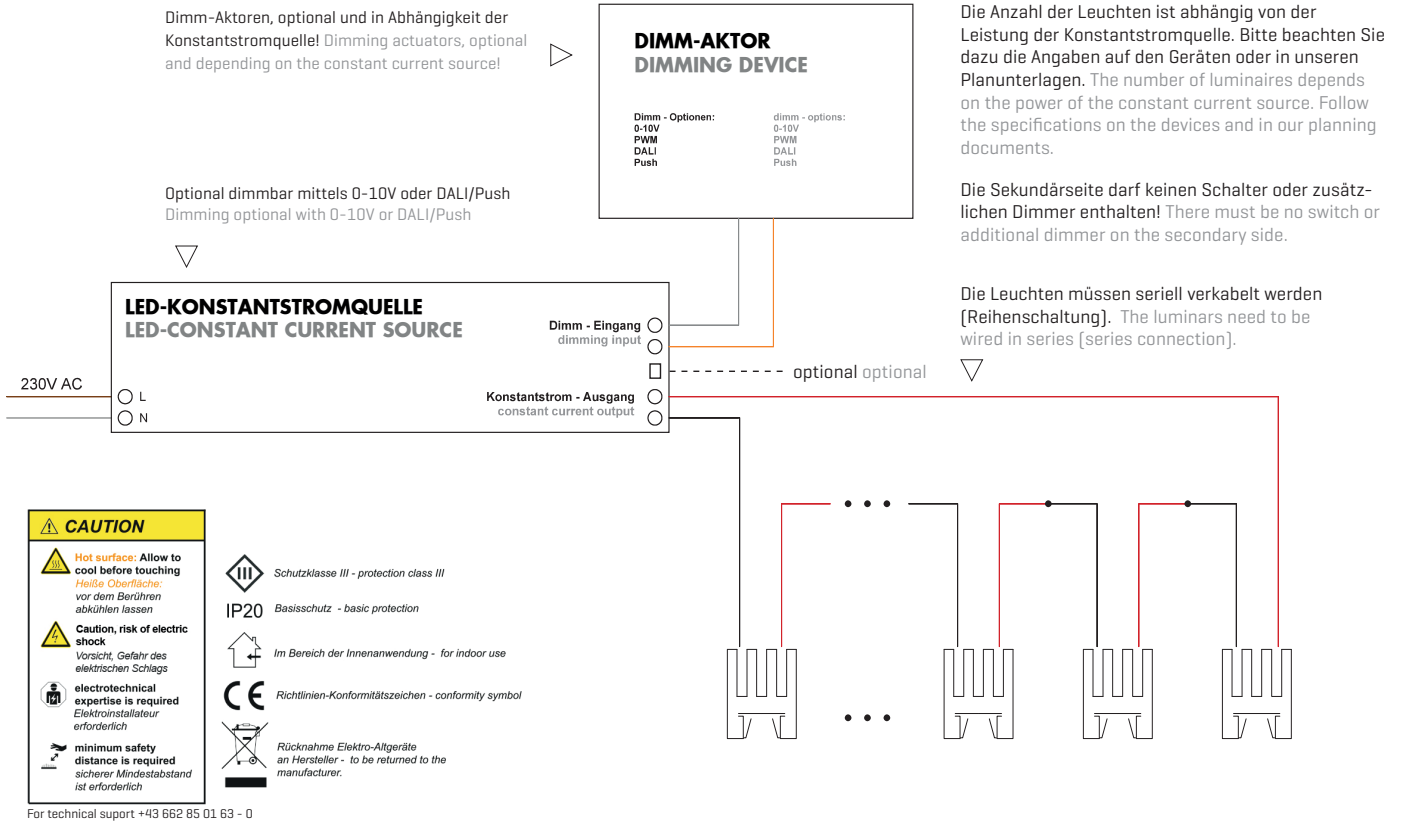 Dimm-Aktoren, optional und in Abhängigkeit der
Konstantstromquelle! Dimming actuators, optional
and depending on the constant current source!
DIMM-AKTOR
DIMMING DEVICE
Dimm - Optionen:
0-10V
PWM
DALI
Push
dimm - options:
0-10V
PWM
DALI
Push
Die Anzahl der Leuchten ist abhängig von der
Leistung der Konstantstromquelle. Bitte beachten Sie
dazu die Angaben auf den Geräten oder in unseren
Planunterlagen. The number of luminaires depends
on the power of the constant current source. Follow
the specifications on the devices and in our planning
documents.
Die Sekundärseite darf keinen Schalter oder zusätz-
lichen Dimmer enthalten! There must be no switch or
additional dimmer on the secondary side.
Die Leuchten müssen seriell verkabelt werden
(Reihenschaltung). The luminars need to be
wired in series (series connection).
Optional dimmbar mittels 0-10V oder DALI/Push
Dimming optional with 0-10V or DALI/Push
LED-KONSTANTSTROMQUELLE
LED-CONSTANT CURRENT SOURCE
Dimm - Eingang
dimming input
optional optional
Konstantstrom - Ausgang
constant current output
230V AC
L
N
CAUTION
Hot surface: Allow to
cool before touching
Heiße Oberfläche:
vor dem Berühren
abkühlen lassen
Caution, risk of electric
shock
Vorsicht, Gefahr des
elektrischen Schlags
electrotechnical
expertise is required
Elektroinstallateur
erforderlich
minimum safety
distance is required
sicherer Mindestabstand
ist erforderlich
III
Schutzklasse III - protection class III
IP20
Basisschutz - basic protection
Im Bereich der Innenanwendung - for indoor use
CE
Richtlinien-Konformitätszeichen - conformity symbol
Rücknahme Elektro-Altgeräte
an Hersteller - to be returned to the
manufacturer.
For technical suport +43 662 85 01 63 - 0